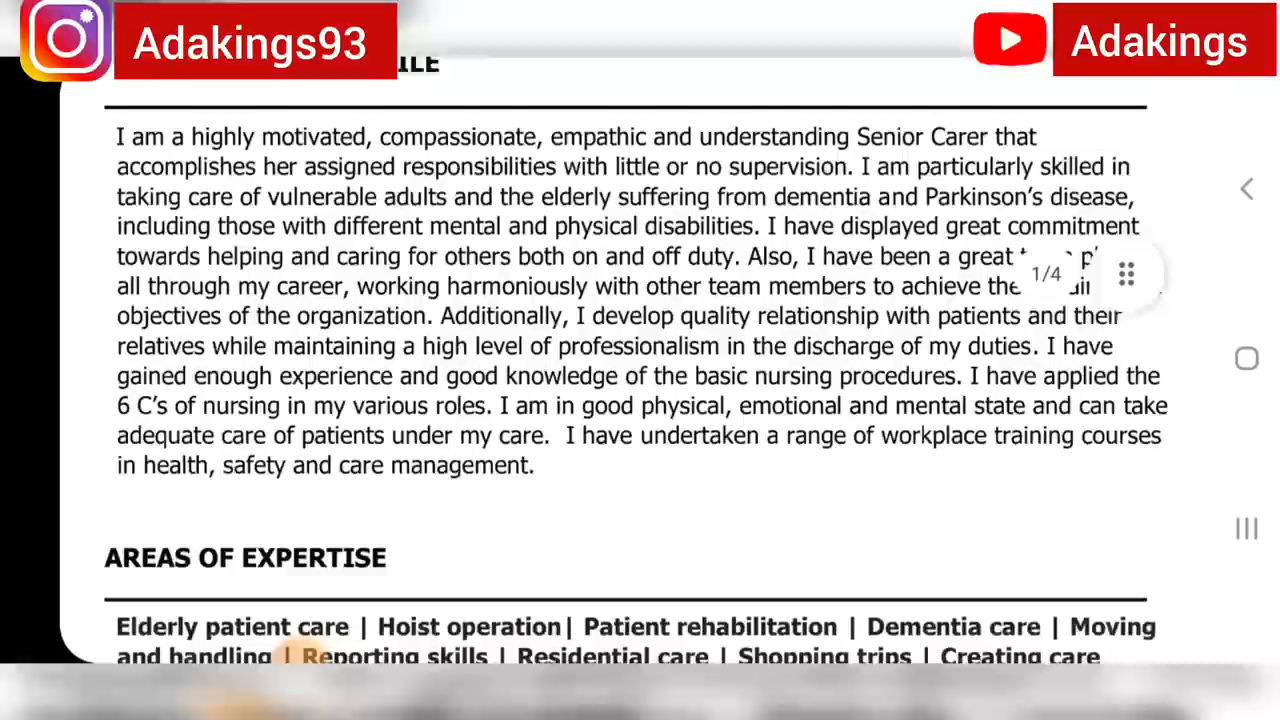 Adakings93
Adakings
ILE
I am a highly motivated, compassionate, empathic and understanding Senior Carer that
accomplishes her assigned responsibilities with little or no supervision. I am particularly skilled in
taking care of vulnerable adults and the elderly suffering from dementia and Parkinson's disease,
including those with different mental and physical disabilities. I have displayed great commitment
towards helping and caring for others both on and off duty. Also, I have been a great
1/4
all through my career, working harmoniously with other team members to achieve the
objectives of the organization. Additionally, I develop quality relationship with patients and their
relatives while maintaining a high level of professionalism in the discharge of my duties. I have
gained enough experience and good knowledge of the basic nursing procedures. I have applied the
6 C's of nursing in my various roles. I am in good physical, emotional and mental state and can take
adequate care of patients under my care.  I have undertaken a range of workplace training courses
in health, safety and care management.
AREAS OF EXPERTISE
Elderly patient care | Hoist operation| Patient rehabilitation | Dementia care | Moving
and handling | Reporting skills | Residential care | Shopping trips | Creating care